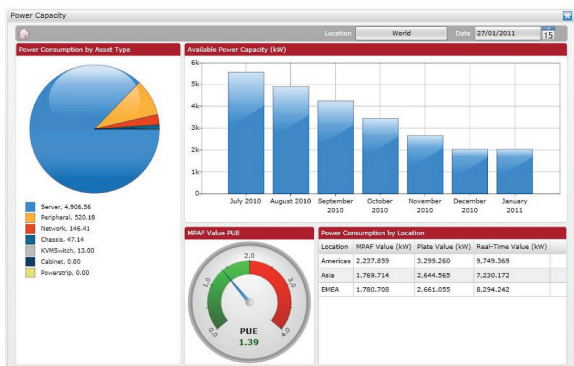 Power Capacity
Location World Date 27/01/2011 15
Power Consumption by Asset Type
Server, 4,906.56
Peripheral, 520.18
Network, 146.41
Chassis, 47.14
KVMSwitch, 13.00
Cabinet, 0.00
Powerstrip, 0.00
Available Power Capacity (kW)
6k
5k
4k
3k
2k
1k
0
July 2010 August 2010 September October November December January
2010 2010 2010 2010 2011
MPAF Value PUE
0.0 1.0 2.0 3.0 4.0
PUE
1.39
Power Consumption by Location
Location MPAF Value (kW) Plate Value (kW) Real-Time Value (kW)
Americas 2,237.859 3,299.260 9,749.369
Asia 1,769.714 2,644.565 7,230.172
EMEA 1,780.708 2,661.055 8,294.242